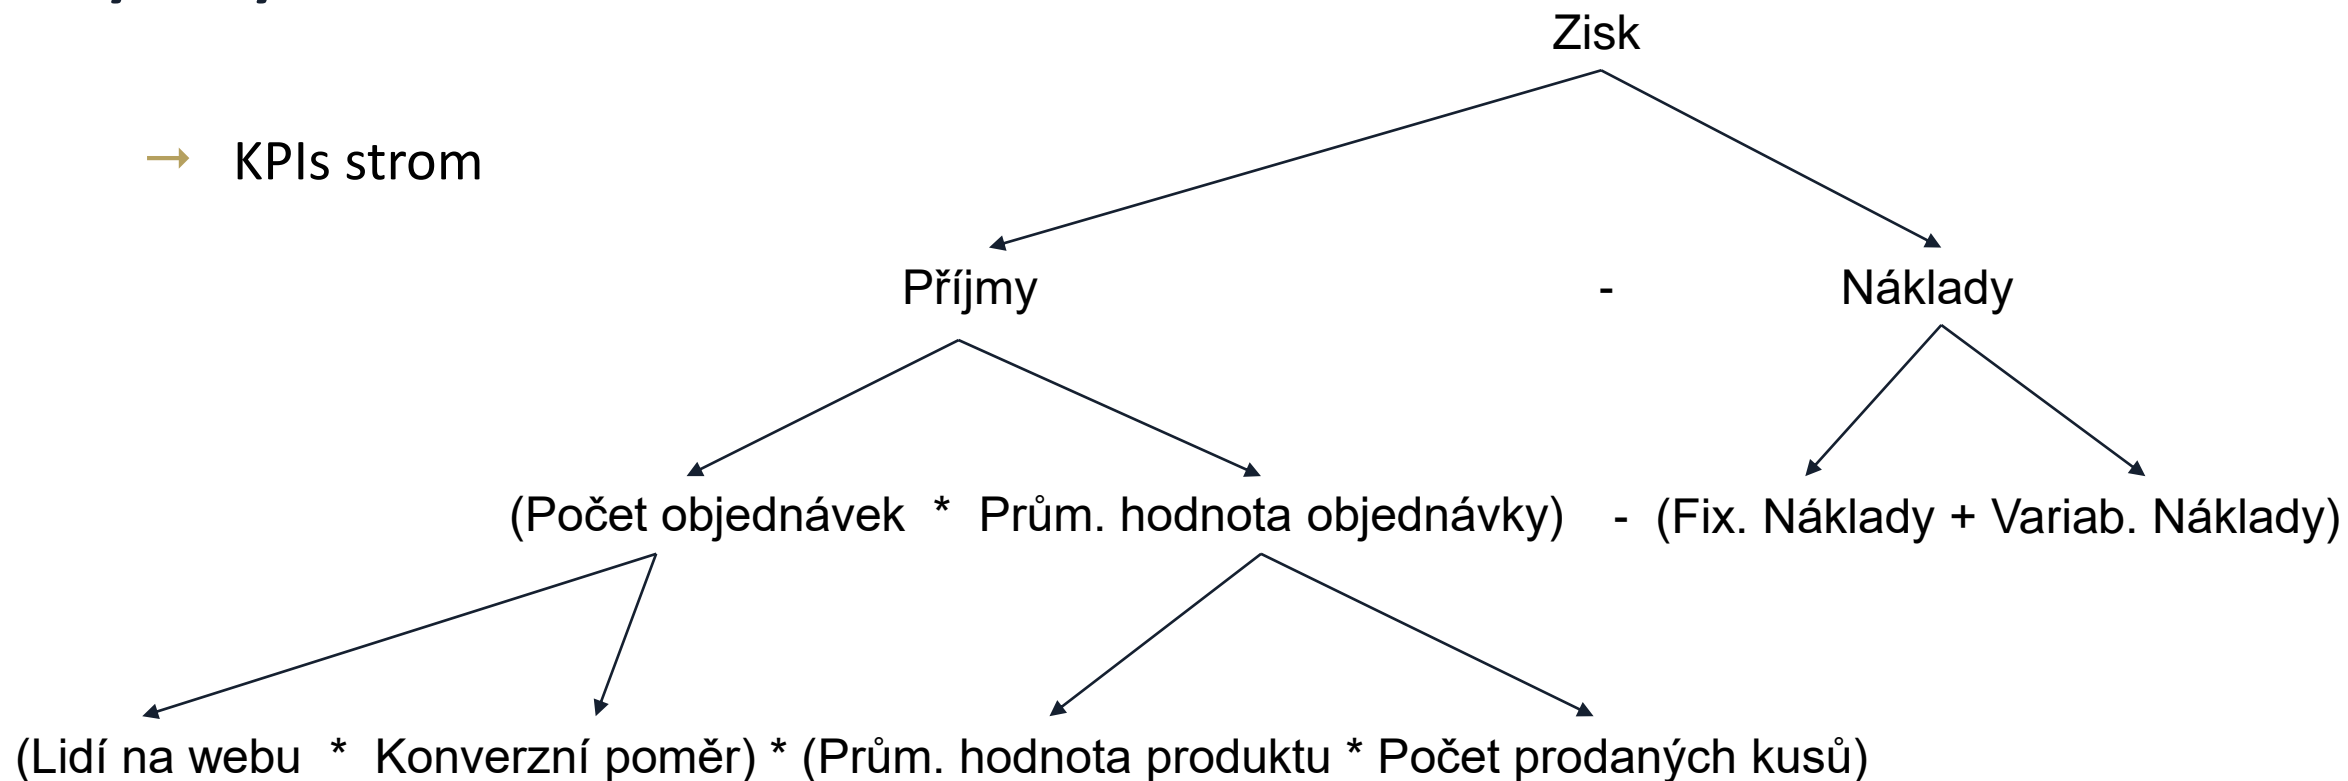 Zisk
KPIs strom
Příjmy - Náklady
(Počet objednávek * Prům. hodnota objednávky) - (Fix. Náklady + Variab. Náklady)
(Lidí na webu * Konverzní poměr) * (Prům. hodnota produktu * Počet prodaných kusů)